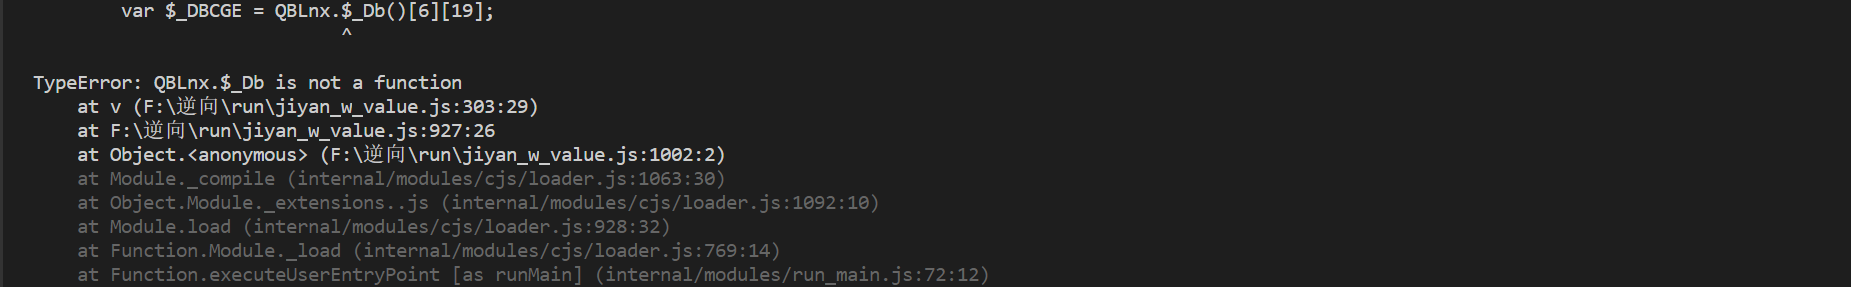 var $_DBCGE = QBLnx.$_Db()[6][19];
^
TypeError: QBLnx.$_Db is not a function
at v (F:\逆向\run\jiyan_w_value.js:303:29)
at F:\逆向\run\jiyan_w_value.js:927:26
at Object.<anonymous> (F:\逆向\run\jiyan_w_value.js:1002:2)
at Module._compile (internal/modules/cjs/loader.js:1063:30)
at Object.Module._extensions..js (internal/modules/cjs/loader.js:1092:10)
at Module.load (internal/modules/cjs/loader.js:928:32)
at Function.Module._load (internal/modules/cjs/loader.js:769:14)
at Function.executeUserEntryPoint [as runMain] (internal/modules/run_main.js:72:12)